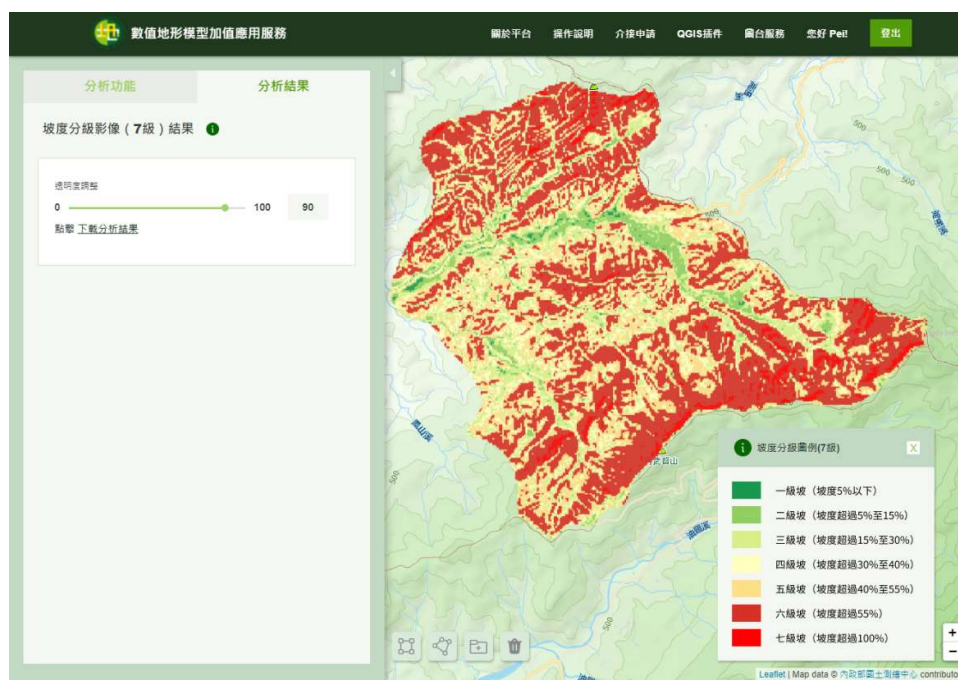 數值地形模型加值應用服務
關於平台 操作說明 介接申請 QGIS插件 圖台服務 您好 Pei! 登出
分析功能 分析結果
坡度分級影像（7級）結果
透明度調整
0 100 90
點擊 下載分析結果
500
500
500
500
鳳山溪
500
油羅溪
500
坡度分級圖例(7級) X
一級坡（坡度5%以下）
二級坡（坡度超過5%至15%）
三級坡（坡度超過15%至30%）
四級坡（坡度超過30%至40%）
五級坡（坡度超過40%至55%）
六級坡（坡度超過55%）
七級坡（坡度超過100%）
+
−
Leaflet | Map data © 內政部國土測繪中心 contributo